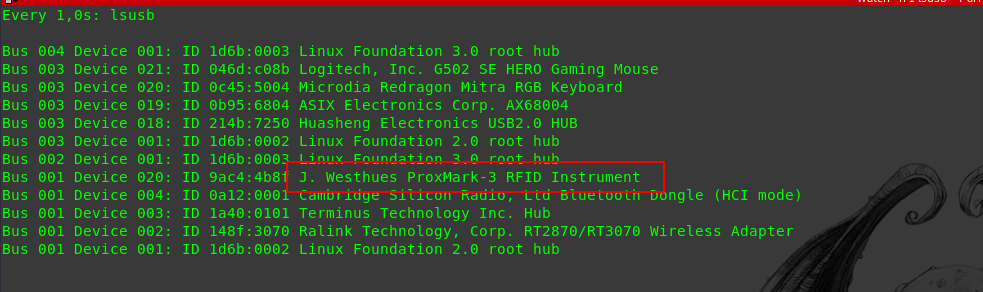 Every 1,0s: lsusb
Bus 004 Device 001: ID 1d6b:0003 Linux Foundation 3.0 root hub
Bus 003 Device 021: ID 046d:c08b Logitech, Inc. G502 SE HERO Gaming Mouse
Bus 003 Device 020: ID 0c45:5004 Microdia Redragon Mitra RGB Keyboard
Bus 003 Device 019: ID 0b95:6804 ASIX Electronics Corp. AX68004
Bus 003 Device 018: ID 214b:7250 Huasheng Electronics USB2.0 HUB
Bus 003 Device 001: ID 1d6b:0002 Linux Foundation 2.0 root hub
Bus 002 Device 001: ID 1d6b:0003 Linux Foundation 3.0 root hub
Bus 001 Device 020: ID 9ac4:4b8f J. Westhues ProxMark-3 RFID Instrument
Bus 001 Device 004: ID 0a12:0001 Cambridge Silicon Radio, Ltd Bluetooth Dongle (HCI mode)
Bus 001 Device 003: ID 1a40:0101 Terminus Technology Inc. Hub
Bus 001 Device 002: ID 148f:3070 Ralink Technology, Corp. RT2870/RT3070 Wireless Adapter
Bus 001 Device 001: ID 1d6b:0002 Linux Foundation 2.0 root hub